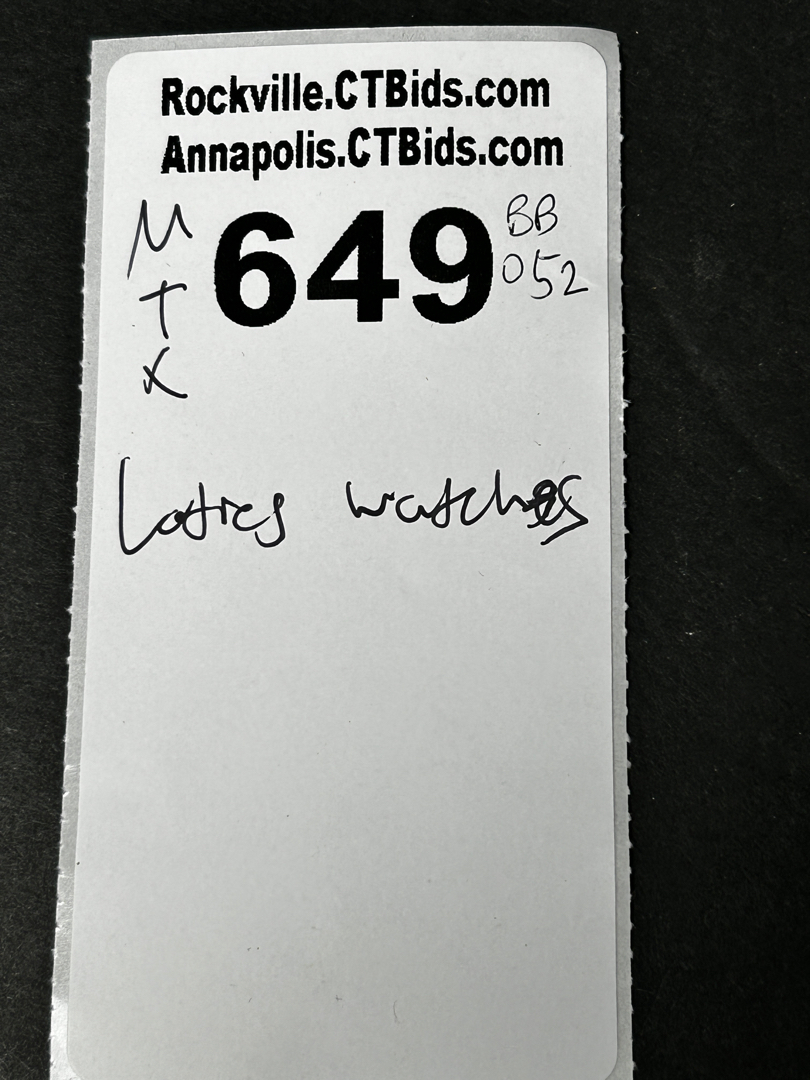 Rockville.CTBids.com
Annapolis.CTBids.com
M
T
X
649
BB
052
Ladies watches